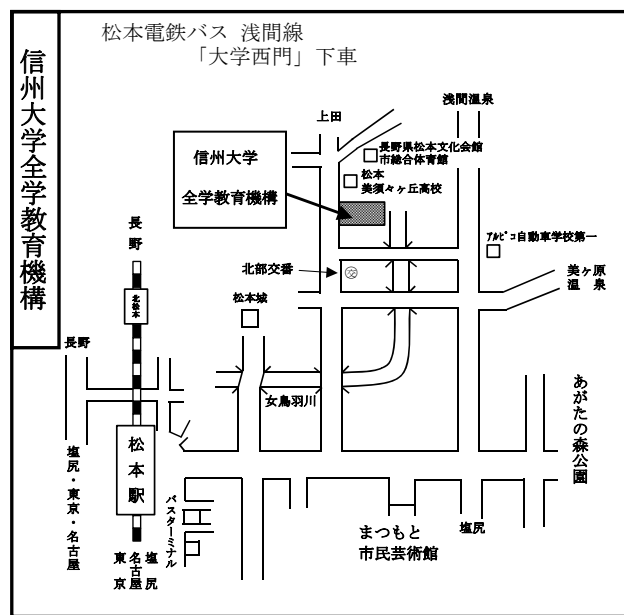 松本電鉄バス 浅間線
「大学西門」下車
信州大学全学教育機構
浅間温泉
上田
長野県松本文化会館
市総合体育館
信州大学
全学教育機構
松本
美須々ヶ丘高校
アルピコ自動車学校第一
長野
北部交番
美ヶ原
温泉
北松本
松本城
長野
女鳥羽川
あがたの森公園
松本駅
塩尻・東京・名古屋
バスターミナル
塩尻
まつもと
市民芸術館
塩尻
名古屋
東京